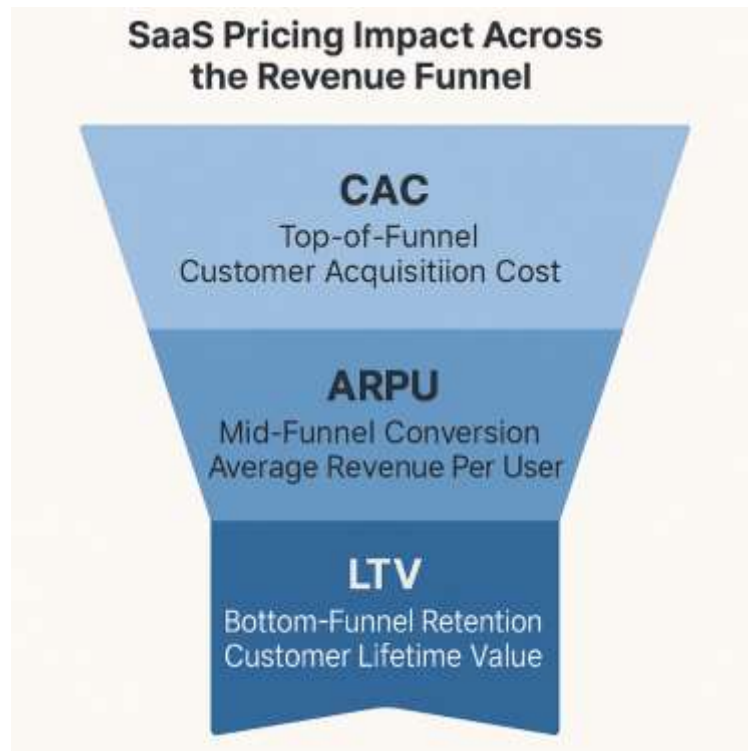 SaaS Pricing Impact Across
the Revenue Funnel
CAC
Top-of-Funnel
Customer Acquisitiion Cost
ARPU
Mid-Funnel Conversion
Average Revenue Per User
LTV
Bottom-Funnel Retention
Customer Lifetime Value